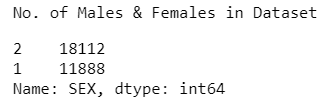 No. of Males & Females in Dataset
2    18112
1    11888
Name: SEX, dtype: int64